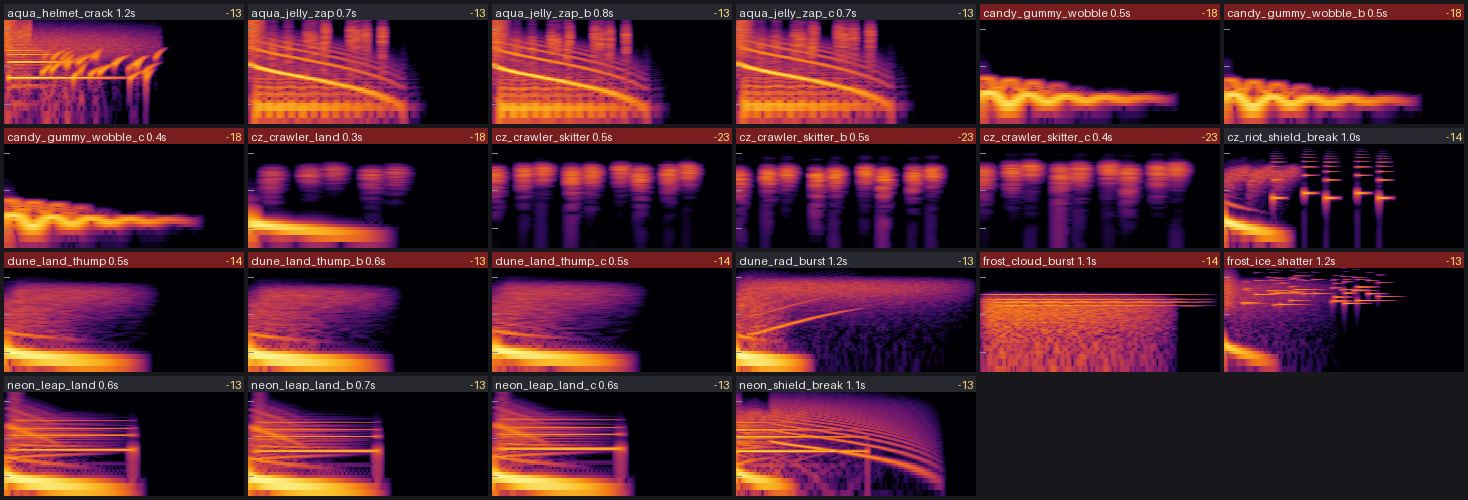 aqua_helmet_crack 1.2s -13
aqua_jelly_zap 0.7s -13
aqua_jelly_zap_b 0.8s -13
aqua_jelly_zap_c 0.7s -13
candy_gummy_wobble 0.5s -18
candy_gummy_wobble_b 0.5s -18
candy_gummy_wobble_c 0.4s -18
cz_crawler_land 0.3s -18
cz_crawler_skitter 0.5s -23
cz_crawler_skitter_b 0.5s -23
cz_crawler_skitter_c 0.4s -23
cz_riot_shield_break 1.0s -14
dune_land_thump 0.5s -14
dune_land_thump_b 0.6s -13
dune_land_thump_c 0.5s -14
dune_rad_burst 1.2s -13
frost_cloud_burst 1.1s -14
frost_ice_shatter 1.2s -13
neon_leap_land 0.6s -13
neon_leap_land_b 0.7s -13
neon_leap_land_c 0.6s -13
neon_shield_break 1.1s -13